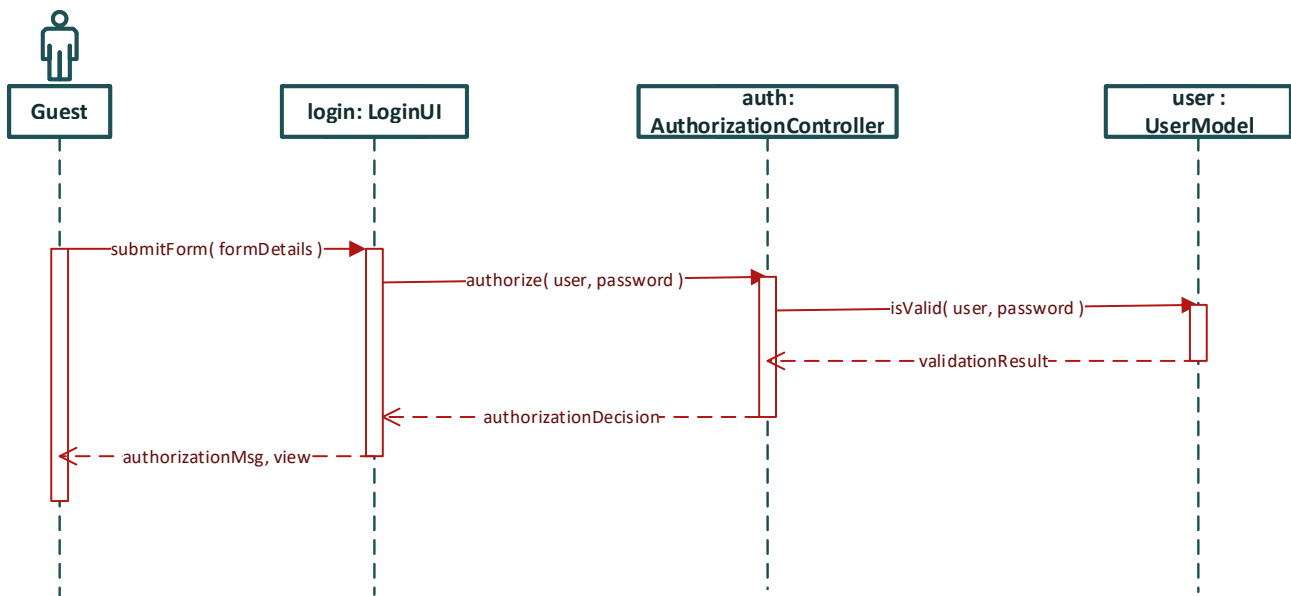 Guest
login: LoginUI
auth:
AuthorizationController
user :
UserModel
submitForm( formDetails )
authorize( user, password )
isValid( user, password )
validationResult
authorizationDecision
authorizationMsg, view